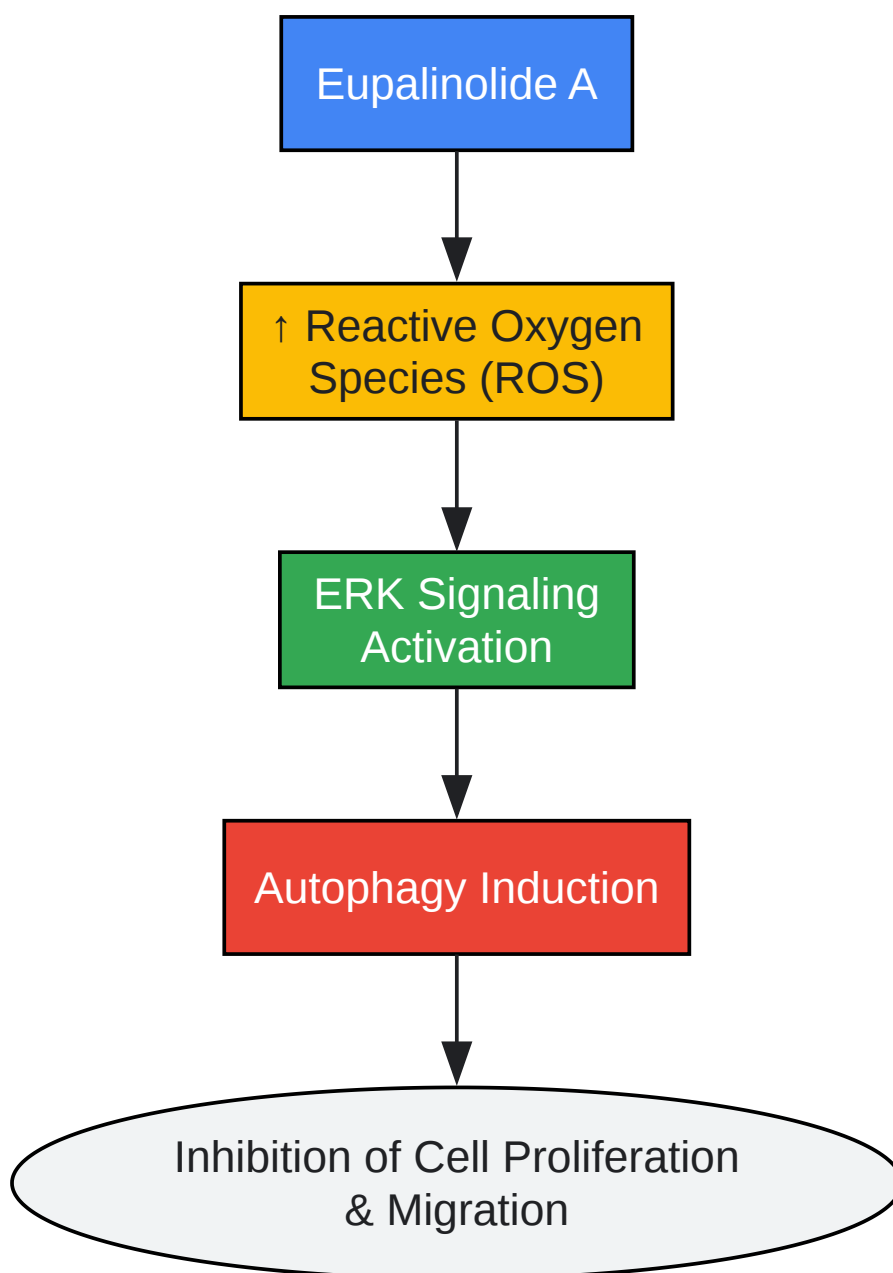 Eupalinolide A
↑ Reactive Oxygen
Species (ROS)
ERK Signaling
Activation
Autophagy Induction
Inhibition of Cell Proliferation
& Migration